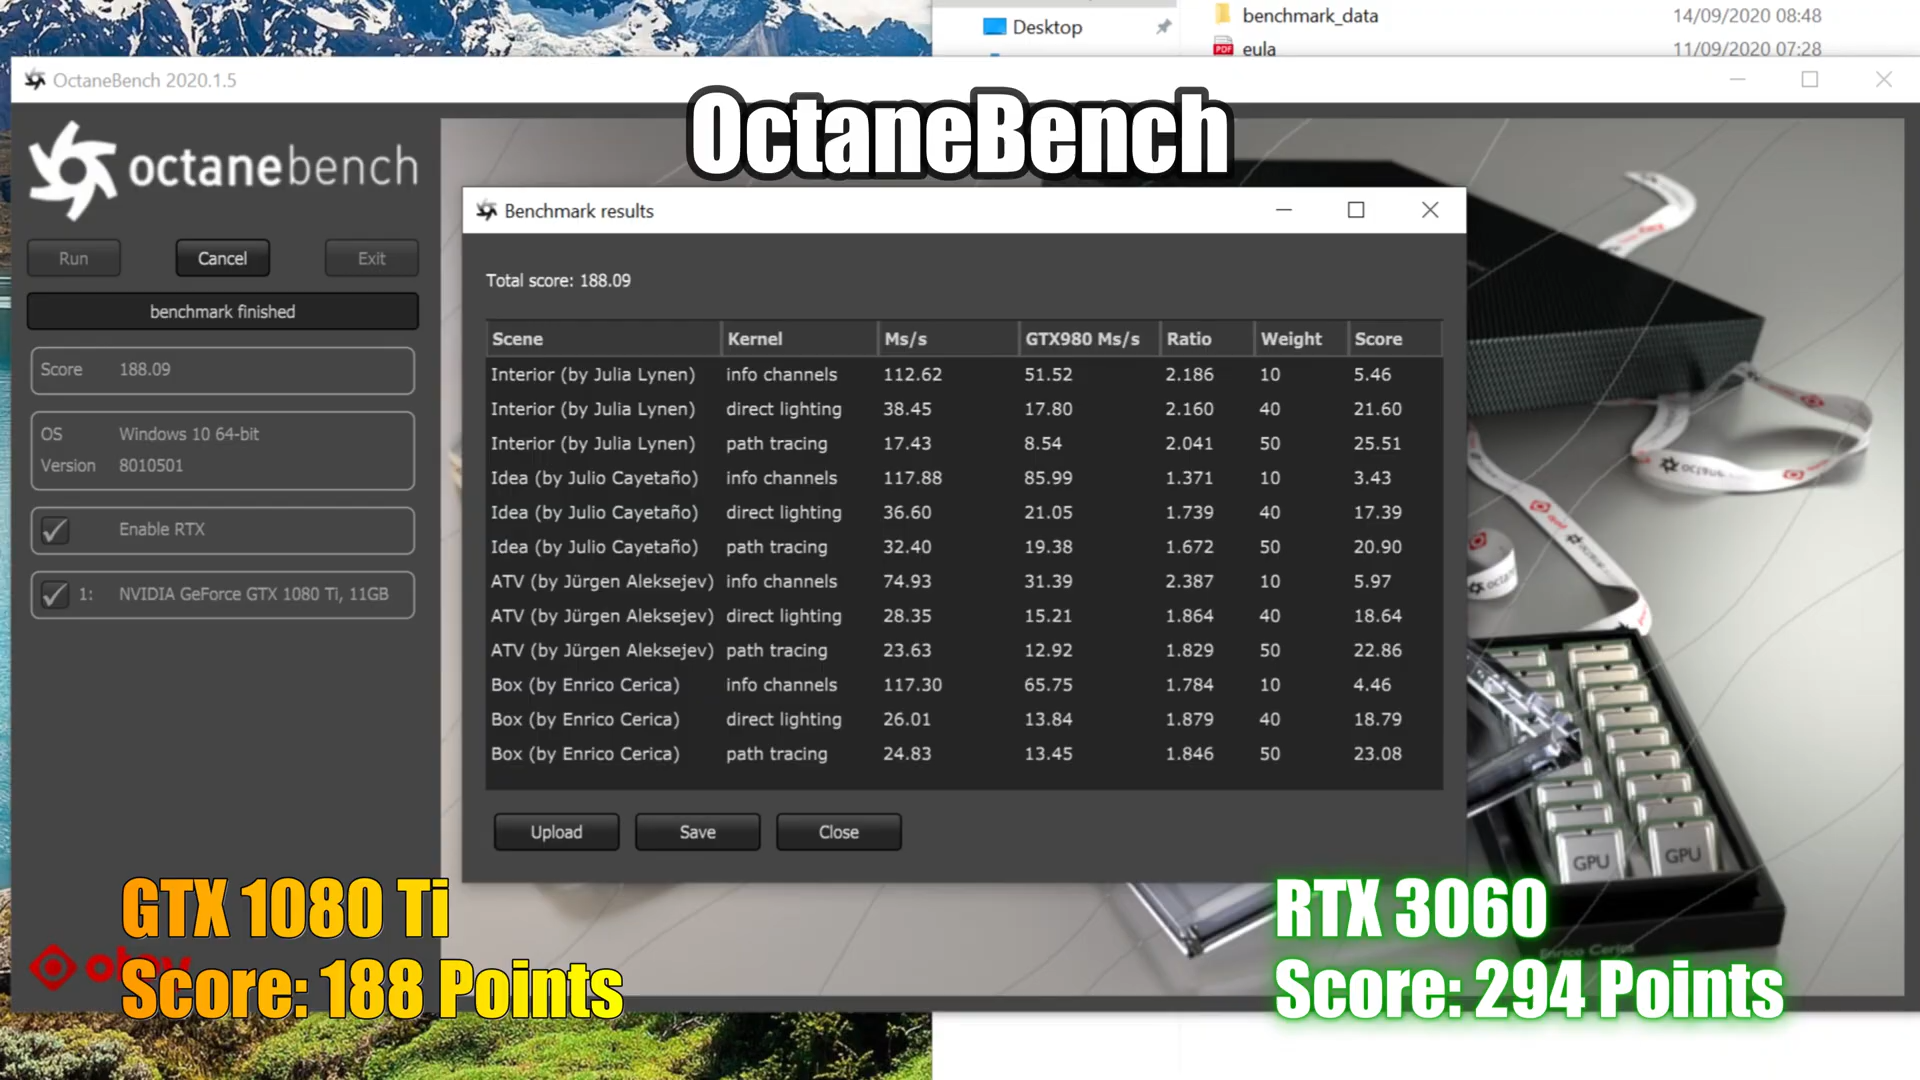 Desktop
benchmark_data 14/09/2020 08:48
eula 11/09/2020 07:28
OctaneBench 2020.1.5
OctaneBench
octanebench
Run Cancel Exit
benchmark finished
Score 188.09
OS Windows 10 64-bit
Version 8010501
Enable RTX
1: NVIDIA GeForce GTX 1080 Ti, 11GB
Benchmark results
Total score: 188.09
Scene Kernel Ms/s GTX980 Ms/s Ratio Weight Score
Interior (by Julia Lynen) info channels 112.62 51.52 2.186 10 5.46
Interior (by Julia Lynen) direct lighting 38.45 17.80 2.160 40 21.60
Interior (by Julia Lynen) path tracing 17.43 8.54 2.041 50 25.51
Idea (by Julio Cayetaño) info channels 117.88 85.99 1.371 10 3.43
Idea (by Julio Cayetaño) direct lighting 36.60 21.05 1.739 40 17.39
Idea (by Julio Cayetaño) path tracing 32.40 19.38 1.672 50 20.90
ATV (by Jürgen Aleksejev) info channels 74.93 31.39 2.387 10 5.97
ATV (by Jürgen Aleksejev) direct lighting 28.35 15.21 1.864 40 18.64
ATV (by Jürgen Aleksejev) path tracing 23.63 12.92 1.829 50 22.86
Box (by Enrico Cerica) info channels 117.30 65.75 1.784 10 4.46
Box (by Enrico Cerica) direct lighting 26.01 13.84 1.879 40 18.79
Box (by Enrico Cerica) path tracing 24.83 13.45 1.846 50 23.08
Upload Save Close
GPU GPU
GTX 1080 Ti
Score: 188 Points
RTX 3060
Score: 294 Points